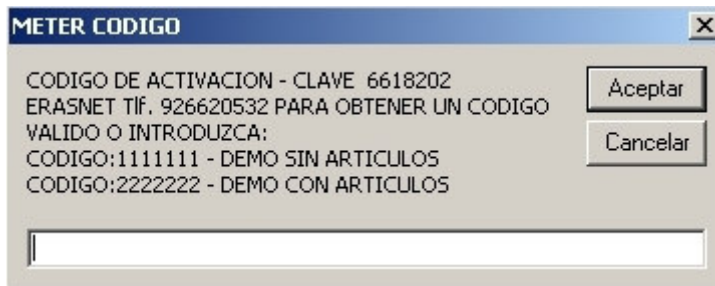 METER CODIGO
CODIGO DE ACTIVACION - CLAVE 6618202
ERASNET Tlf. 926620532 PARA OBTENER UN CODIGO
VALIDO O INTRODUZCA:
CODIGO:1111111 - DEMO SIN ARTICULOS
CODIGO:2222222 - DEMO CON ARTICULOS
Aceptar
Cancelar